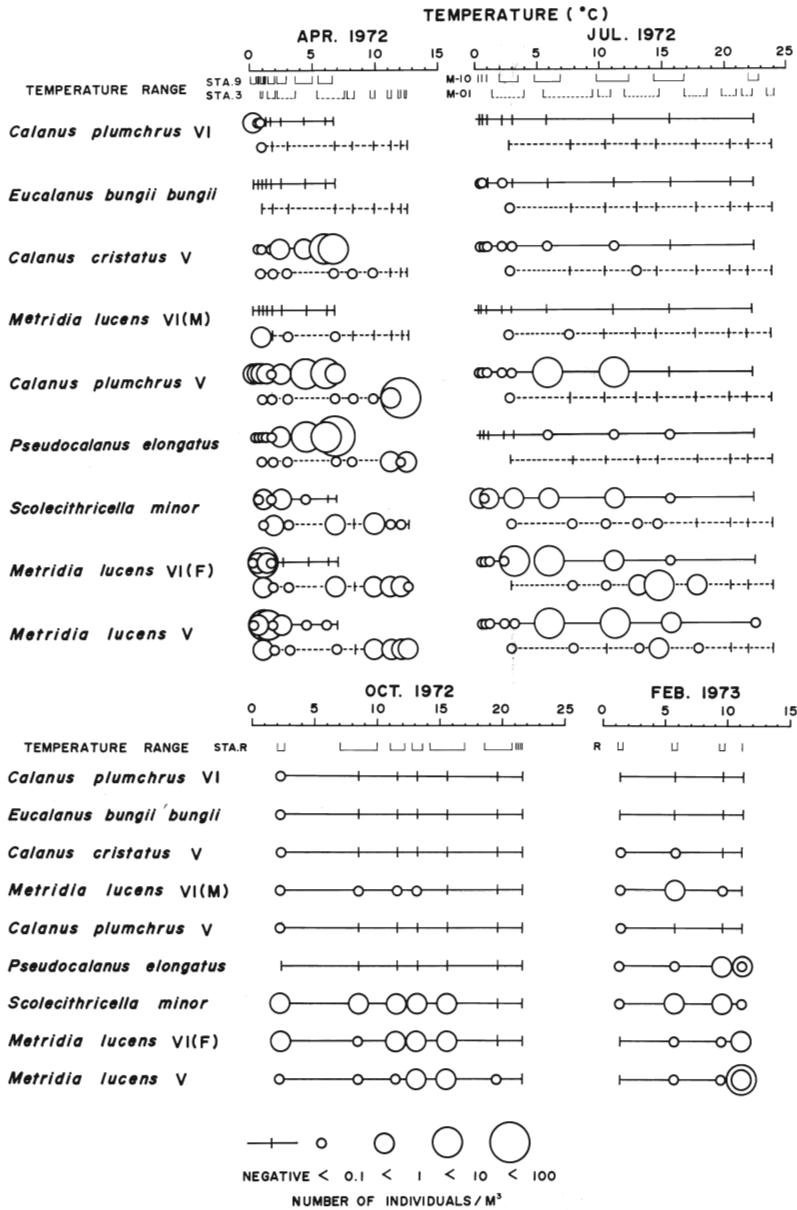 TEMPERATURE (°C)
APR. 1972 JUL. 1972
0 5 10 15 0 5 10 15 20 25
TEMPERATURE RANGE STA.9 M-10
STA.3 M-01
Calanus plumchrus VI
Eucalanus bungii bungii
Calanus cristatus V
Metridia lucens VI(M)
Calanus plumchrus V
Pseudocalanus elongatus
Scolecithricella minor
Metridia lucens VI(F)
Metridia lucens V
OCT. 1972 FEB. 1973
0 5 10 15 20 25 0 5 10 15
TEMPERATURE RANGE STA.R R
Calanus plumchrus VI
Eucalanus bungii bungii
Calanus cristatus V
Metridia lucens VI(M)
Calanus plumchrus V
Pseudocalanus elongatus
Scolecithricella minor
Metridia lucens VI(F)
Metridia lucens V
NEGATIVE < 0.1 < 1 < 10 < 100
NUMBER OF INDIVIDUALS/M³